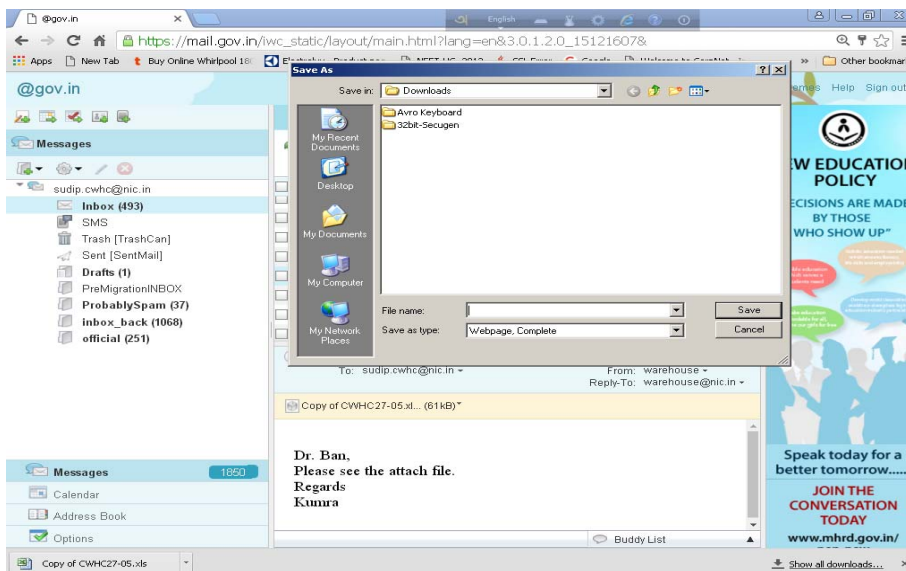 @gov.in
English
https://mail.gov.in/iwc_static/layout/main.html?lang=en&3.0.1.2.0_15121607&
Apps
New Tab
Buy Online Whirlpool 18
Other bookmar
@gov.in
Help
Sign out
Messages
sudip.cwhc@nic.in
Inbox (493)
SMS
Trash [TrashCan]
Sent [SentMail]
Drafts (1)
PreMigrationINBOX
ProbablySpam (37)
inbox_back (1068)
official (251)
Messages
1850
Calendar
Address Book
Options
Save As
Save in:
Downloads
My Recent Documents
Desktop
My Documents
My Computer
My Network Places
Avro Keyboard
32bit-Secugen
File name:
Save
Save as type:
Webpage, Complete
Cancel
To: sudip.cwhc@nic.in
From: warehouse
Reply-To: warehouse@nic.in
Copy of CWHC27-05.xl... (61kB)
Dr. Ban,
Please see the attach file.
Regards
Kumra
Buddy List
EW EDUCATIO
POLICY
ECISIONS ARE MADE
BY THOSE
WHO SHOW UP"
Speak today for a
better tomorrow.....
JOIN THE
CONVERSATION
TODAY
www.mhrd.gov.in/
Copy of CWHC27-05.xls
Show all downloads...